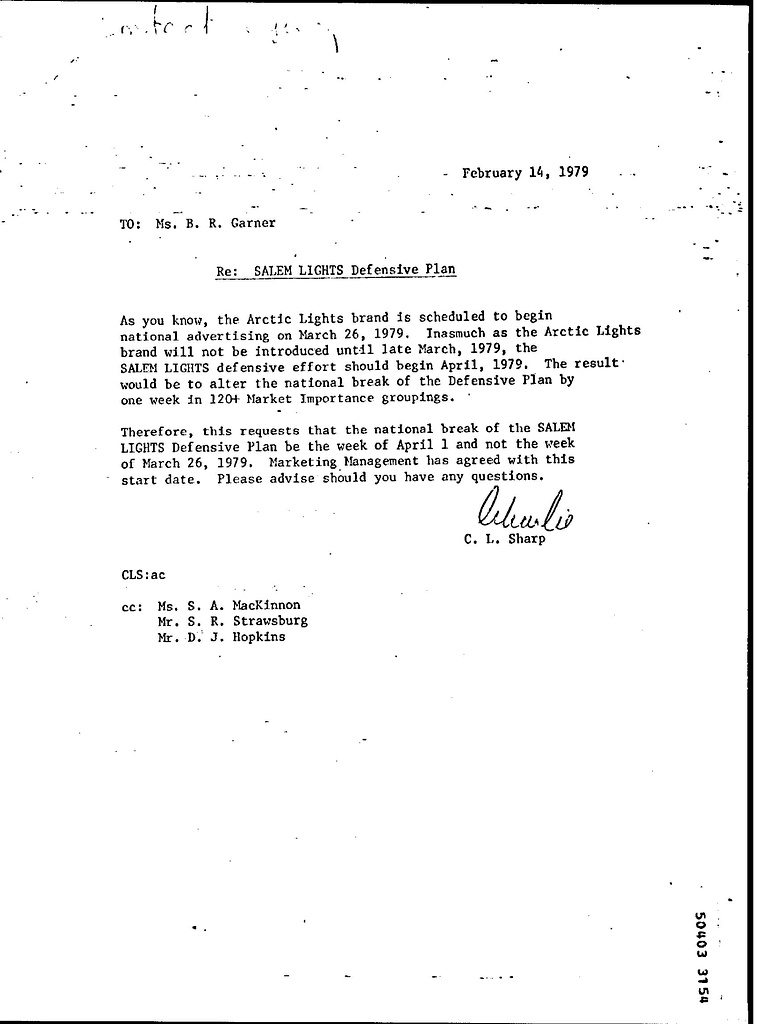 February 14, 1979
TO: Ms. B. R. Garner
Re: SALEM LIGHTS Defensive Plan
As you know, the Arctic Lights brand is scheduled to begin
national advertising on March 26, 1979. Inasmuch as the Arctic Lights
brand will not be introduced until late March, 1979, the
SALEM LIGHTS defensive effort should begin April, 1979. The result
would be to alter the national break of the Defensive Plan by
one week in 120+ Market Importance groupings.
Therefore, this requests that the national break of the SALEM
LIGHTS Defensive Plan be the week of April 1 and not the week
of March 26, 1979. Marketing Management has agreed with this
start date. Please advise should you have any questions.
Charlie
C. L. Sharp
CLS:ac
cc: Ms. S. A. MacKinnon
Mr. S. R. Strawsburg
Mr. D. J. Hopkins
50403 3154